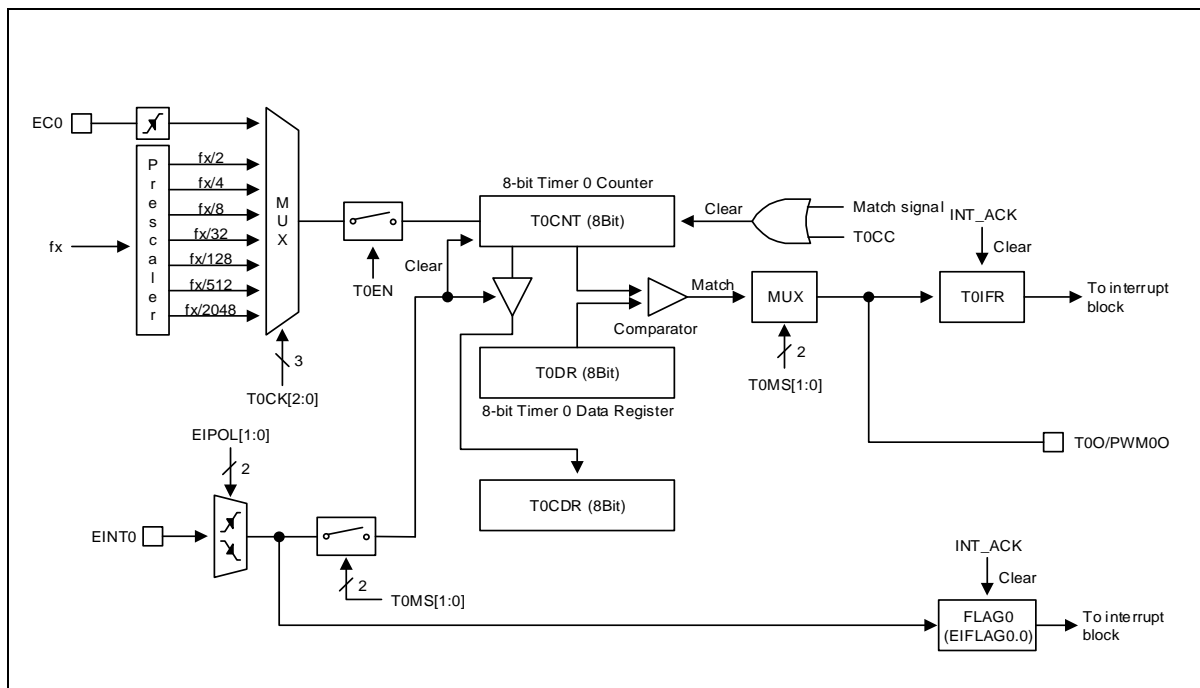 EC0
Prescaler
fx
fx/2
fx/4
fx/8
fx/32
fx/128
fx/512
fx/2048
MUX
3
T0CK[2:0]
T0EN
8-bit Timer 0 Counter
T0CNT (8Bit)
Clear
Clear
Match signal
T0CC
INT_ACK
Clear
Match
Comparator
MUX
2
T0MS[1:0]
T0IFR
To interrupt
block
T0DR (8Bit)
8-bit Timer 0 Data Register
T0O/PWM0O
EIPOL[1:0]
2
EINT0
2
T0MS[1:0]
T0CDR (8Bit)
INT_ACK
Clear
FLAG0
(EIFLAG0.0)
To interrupt
block